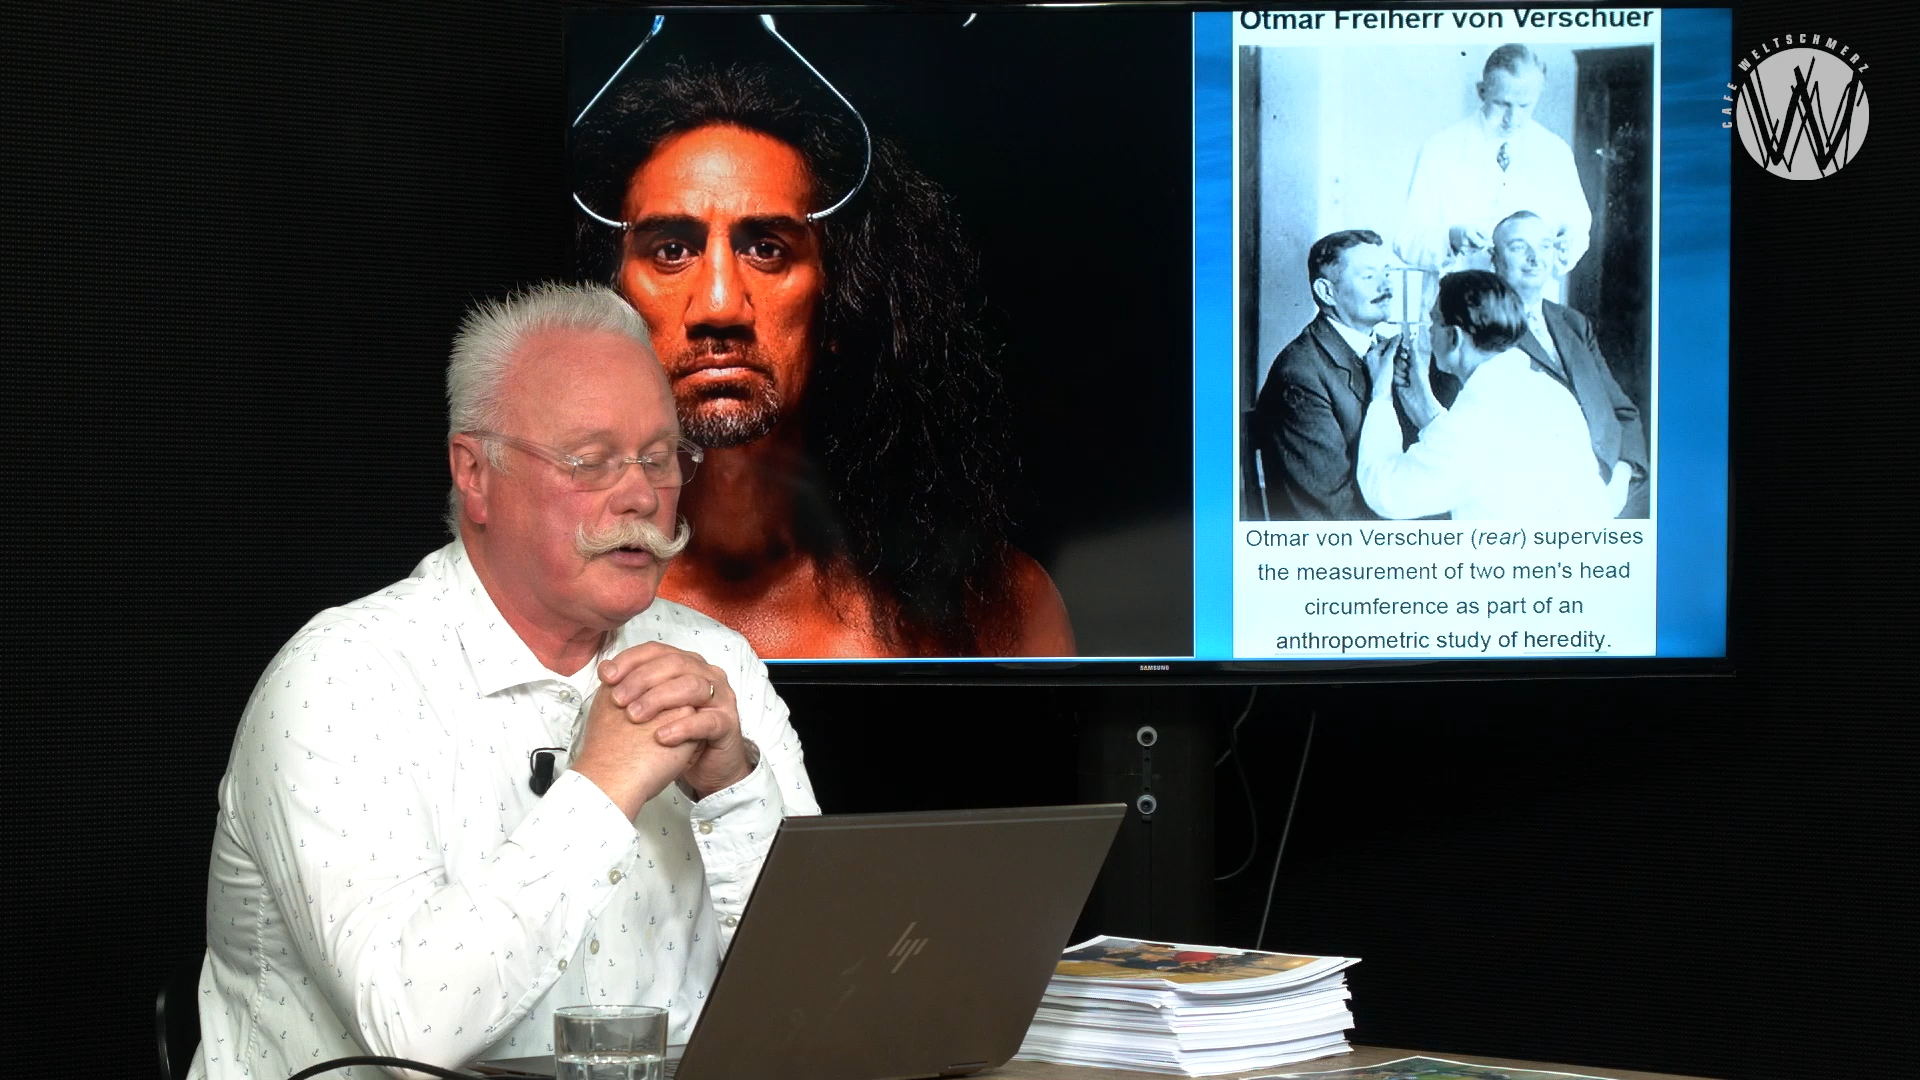 Otmar Freiherr von Verschuer
CAFE WELTSCHMERZ
Otmar von Verschuer (rear) supervises
the measurement of two men's head
circumference as part of an
anthropometric study of heredity.
SAMSUNG
hp